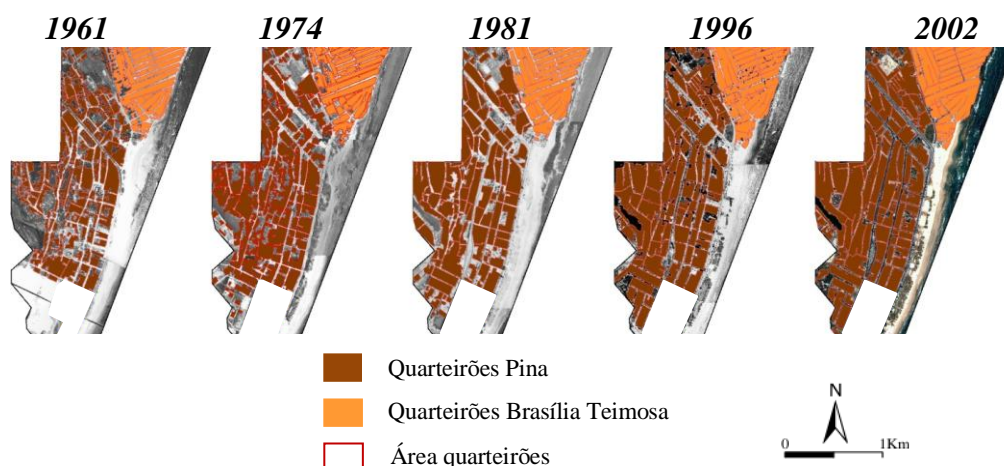 1961 1974 1981 1996 2002
Quarteirões Pina
Quarteirões Brasília Teimosa
Área quarteirões
N
0 1Km